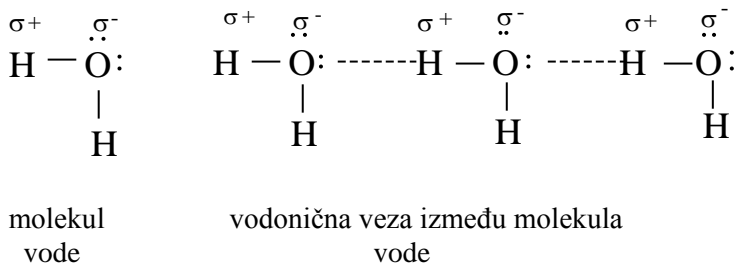 σ+ σ- σ+ σ- σ+ σ- σ+ σ-
H — O : H — O : ------- H — O : ------ H — O :
H H H H
molekul vodonična veza između molekula
vode vode